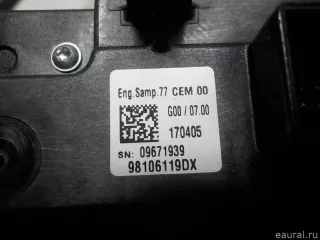 Eng.Samp.77 CEM 00
G00 / 07.00
170405
SN: 09671939
98106119DX
eaural.ru